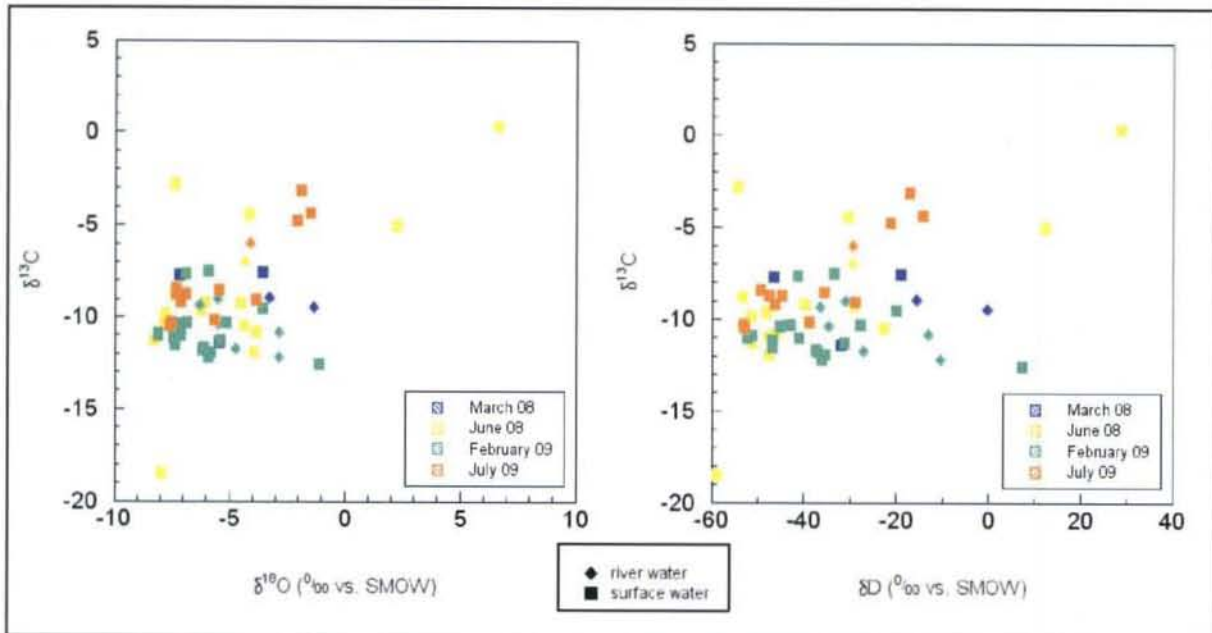 5
0
-5
-10
-15
-20
δ¹³C
-10
-5
0
5
10
δ¹⁸O (⁰‰ vs. SMOW)
March 08
June 08
February 09
July 09
5
0
-5
-10
-15
-20
δ¹³C
-60
-40
-20
0
20
40
δD (⁰‰ vs. SMOW)
March 08
June 08
February 09
July 09
river water
surface water